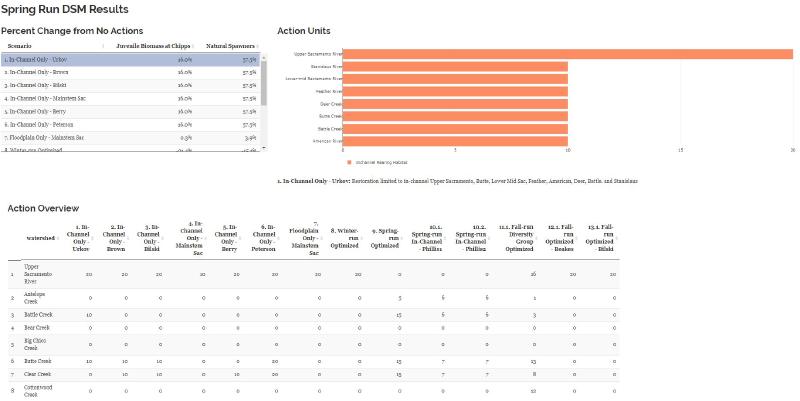 Spring Run DSM Results
Percent Change from No Actions
Scenario Juvenile Biomass at Chipps Natural Spawners
1. In-Channel Only - Urkov 16.0% 57.5%
2. In-Channel Only - Brown 16.0% 57.5%
3. In-Channel Only - Bilski 16.0% 57.5%
4. In-Channel Only - Mainstem Sac 16.0% 57.5%
5. In-Channel Only - Berry 16.0% 57.5%
6. In-Channel Only - Peterson 16.0% 57.5%
7. Floodplain Only - Mainstem Sac 0.3% 3.9%
8. Winter-run Optimized
Action Units
Upper Sacramento River
Stanislaus River
Lower-mid Sacramento River
Feather River
Deer Creek
Butte Creek
Battle Creek
American River
0 5 10 15 20
Inchannel Rearing Habitat
1. In-Channel Only - Urkov: Restoration limited to in-channel Upper Sacramento, Butte, Lower Mid Sac, Feather, American, Deer, Battle, and Stanislaus
Action Overview
watershed 1. In-Channel Only - Urkov 2. In-Channel Only - Brown 3. In-Channel Only - Bilski 4. In-Channel Only - Mainstem Sac 5. In-Channel Only - Berry 6. In-Channel Only - Peterson 7. Floodplain Only - Mainstem Sac 8. Winter-run Optimized 9. Spring-run Optimized 10.1. Spring-run In-Channel - Phillis1 10.2. Spring-run In-Channel - Phillis2 11.1. Fall-run Diversity Group Optimized 12.1. Fall-run Optimized - Beakes 13.1. Fall-run Optimized - Bilski
1 Upper Sacramento River 20 20 20 10 20 20 20 20 0 0 0 16 20 20
2 Antelope Creek 0 0 0 0 0 0 0 0 5 6 6 1 0 0
3 Battle Creek 10 0 0 0 0 0 0 0 15 6 6 3 0 0
4 Bear Creek 0 0 0 0 0 0 0 0 0 0 0 0 0 0
5 Big Chico Creek 0 0 0 0 0 0 0 0 0 0 0 0 0 0
6 Butte Creek 10 10 10 0 0 20 0 0 15 7 7 13 0 0
7 Clear Creek 0 10 10 0 10 20 0 0 15 7 7 8 0 0
8 Cottonwood Creek 0 0 0 0 0 0 0 0 0 0 0 12 0 0